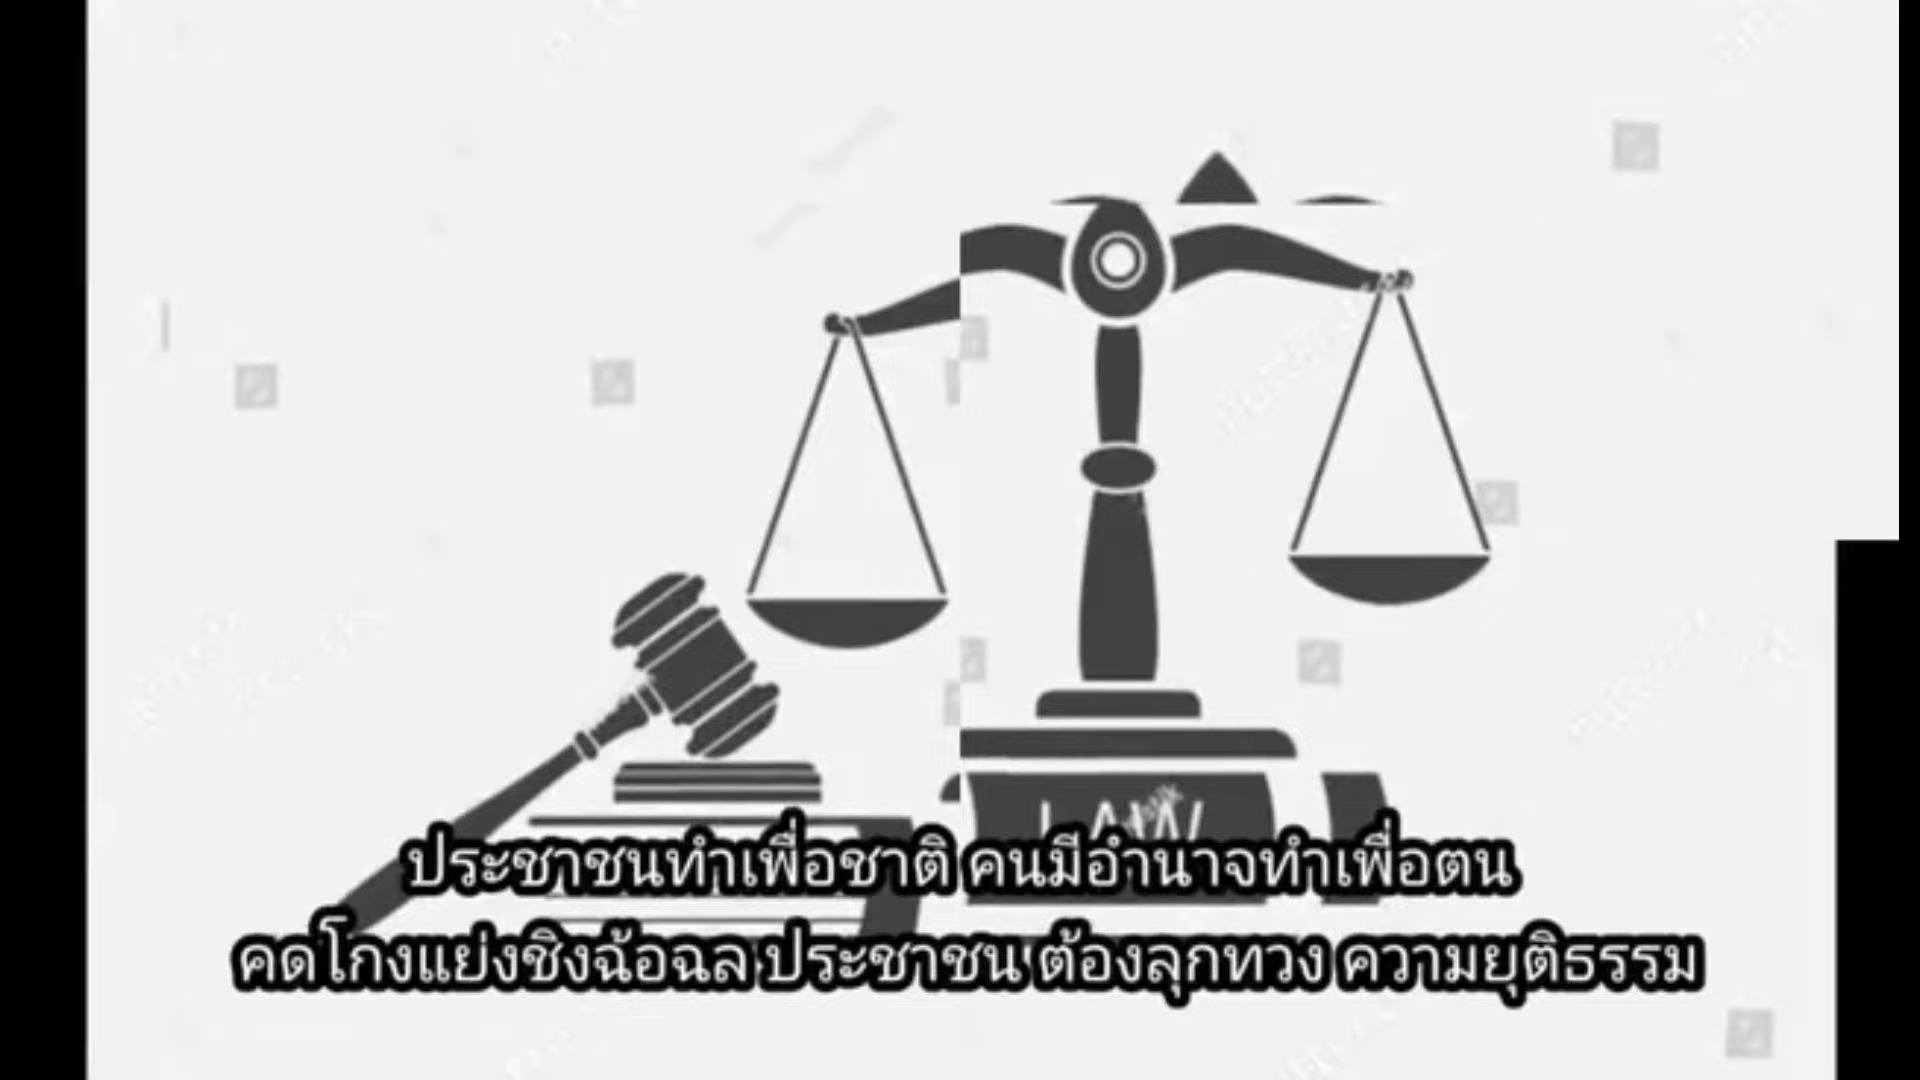 LAW
ประชาชนทำเพื่อชาติ คนมีอำนาจทำเพื่อตน
คดโกงแย่งชิงฉ้อฉล ประชาชน ต้องลุกทวง ความยุติธรรม